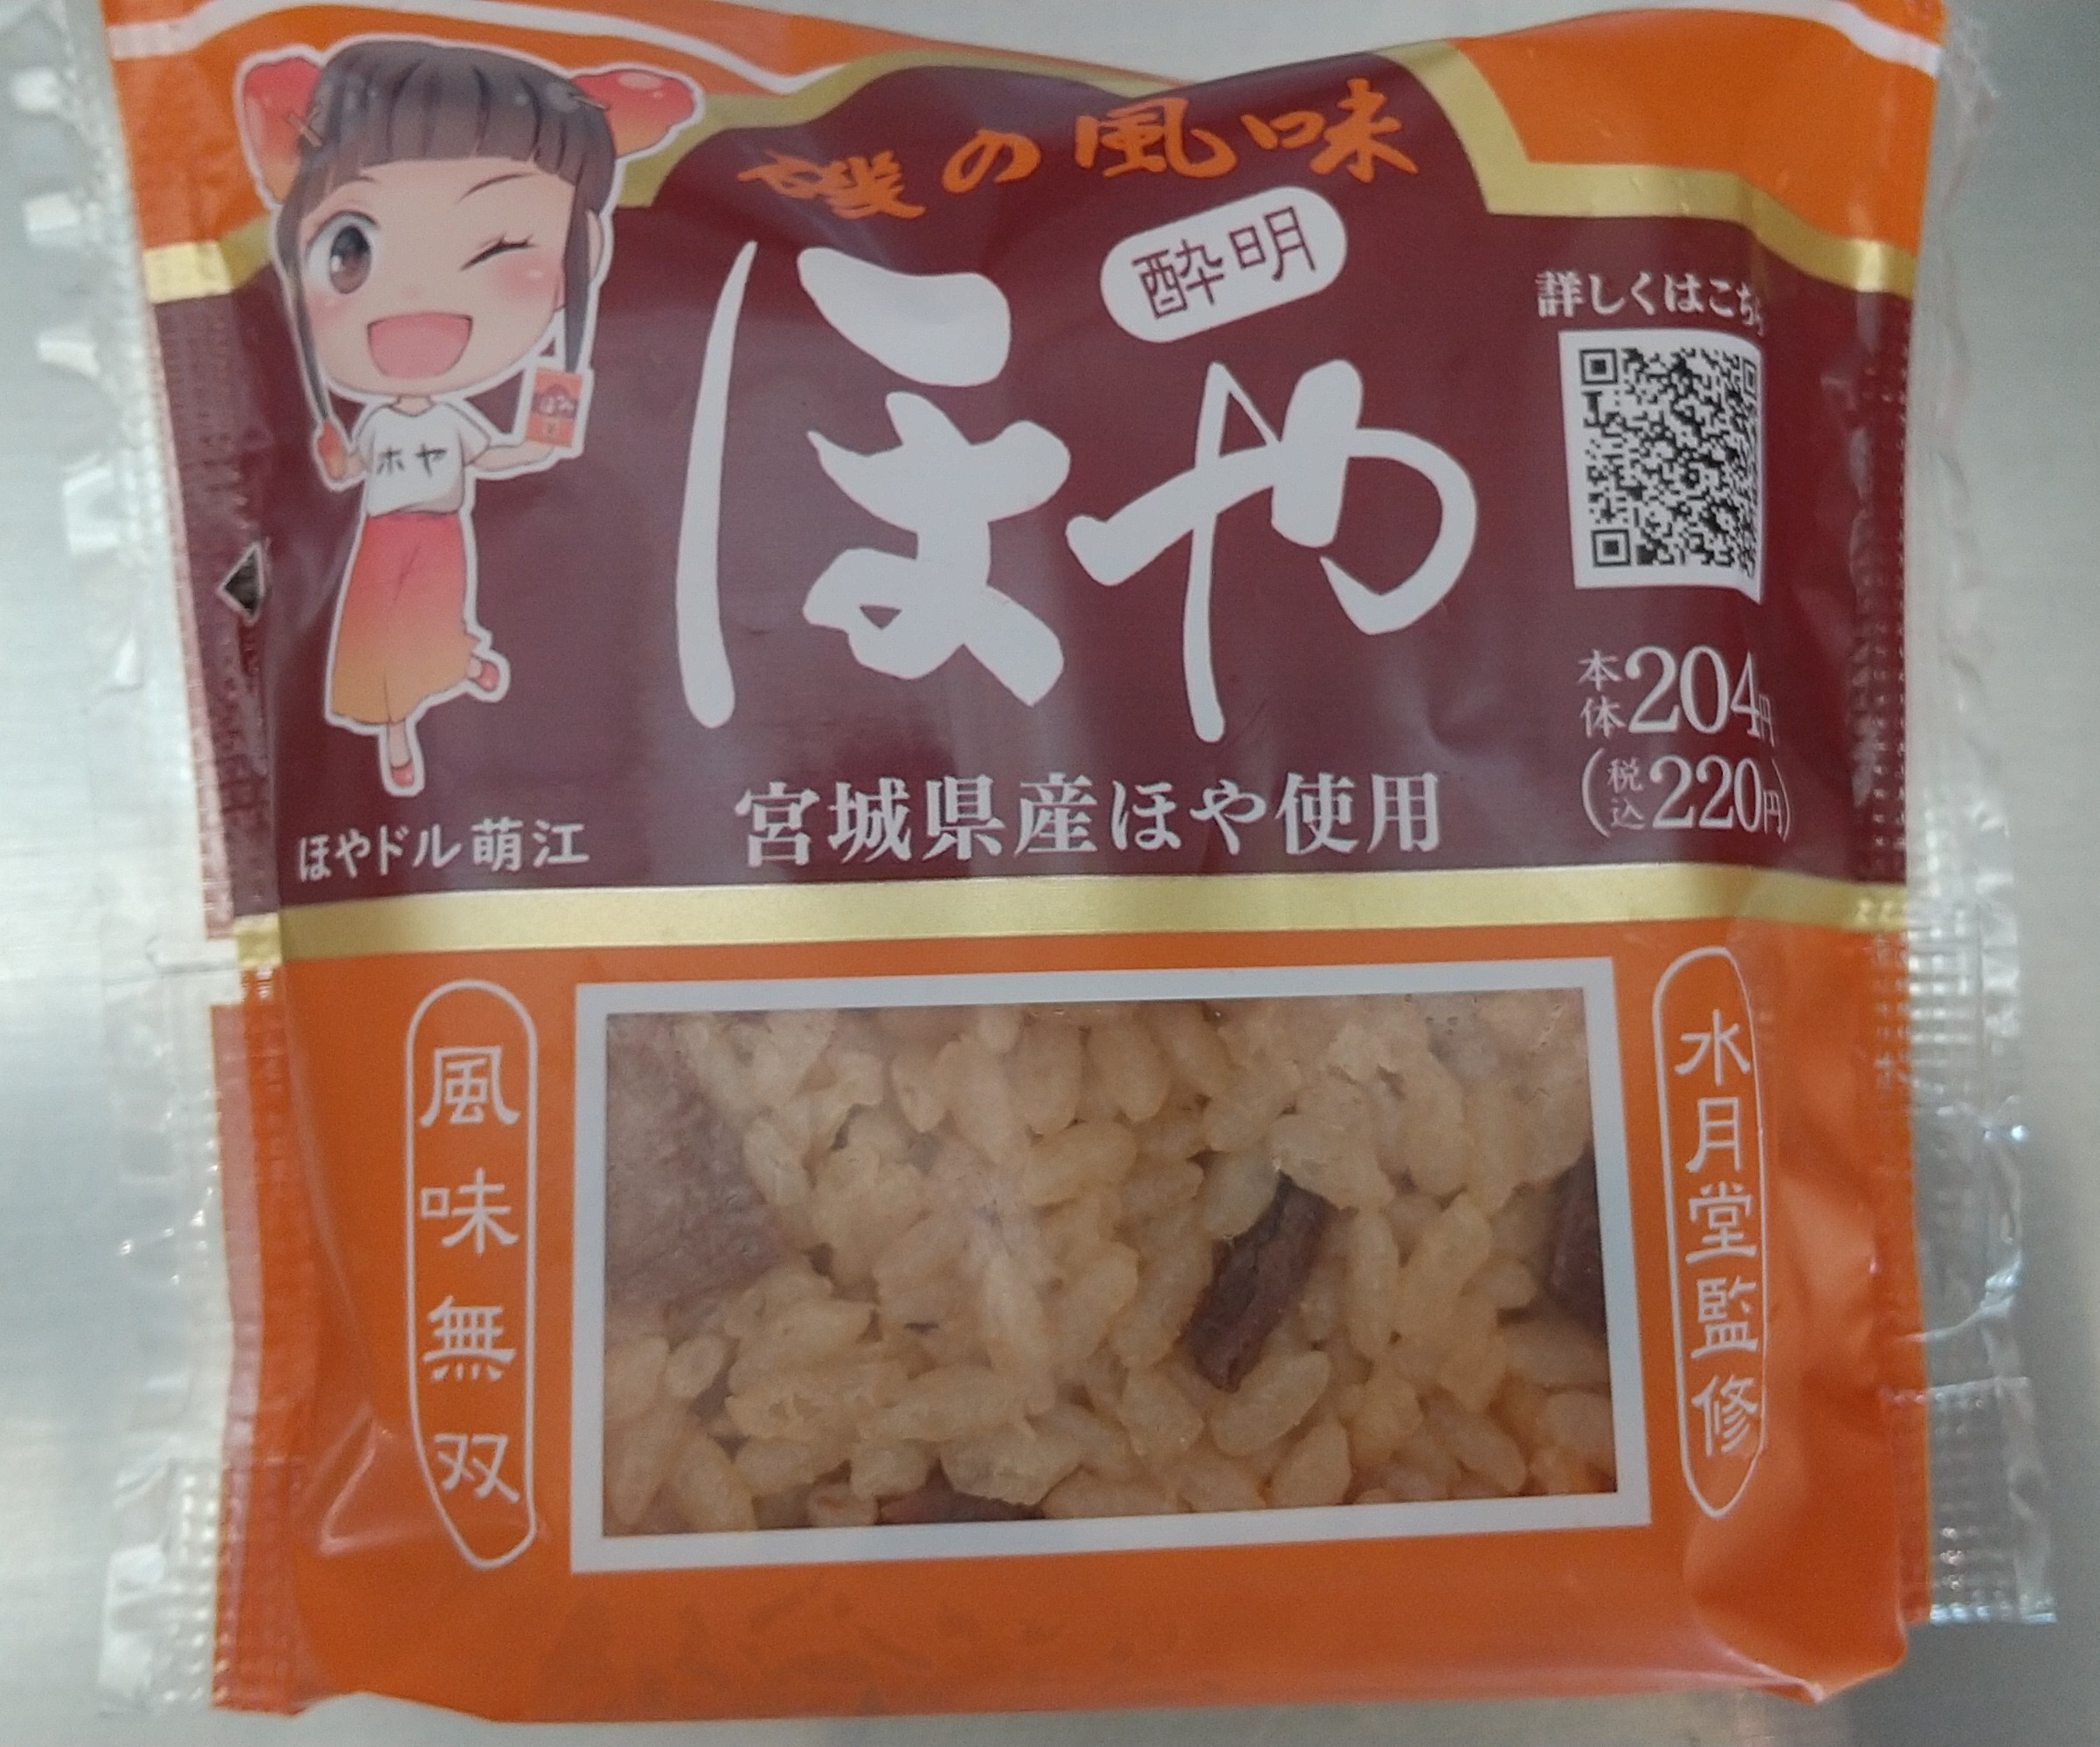 磯の風味
酔明
ほや
詳しくはこちら
ホヤ
本体204円
(税込220円)
宮城県産ほや使用
ほやドル萌江
風味無双
水月堂監修